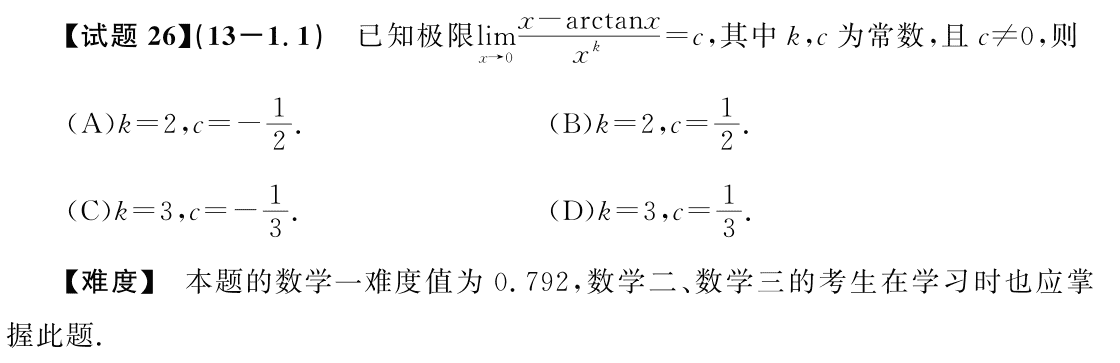 【试题 26】(13－1.1) 已知极限$\lim\limits_{x \to 0}\frac{x-\arctan x}{x^k}=c$,其中 k,c 为常数,且 c≠0,则
(A)k=2,c=$-\frac{1}{2}$. (B)k=2,c=$\frac{1}{2}$.
(C)k=3,c=$-\frac{1}{3}$. (D)k=3,c=$\frac{1}{3}$.
【难度】 本题的数学一难度值为 0.792,数学二、数学三的考生在学习时也应掌
握此题.